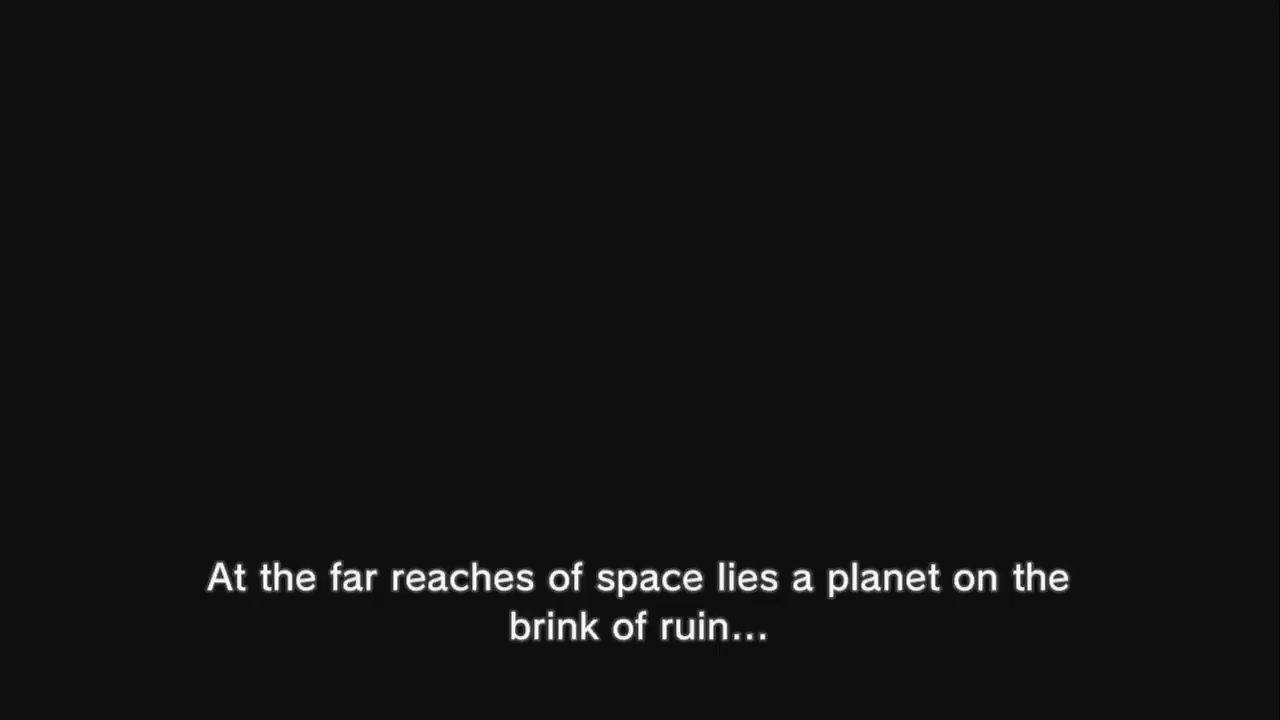 At the far reaches of space lies a planet on the
brink of ruin...